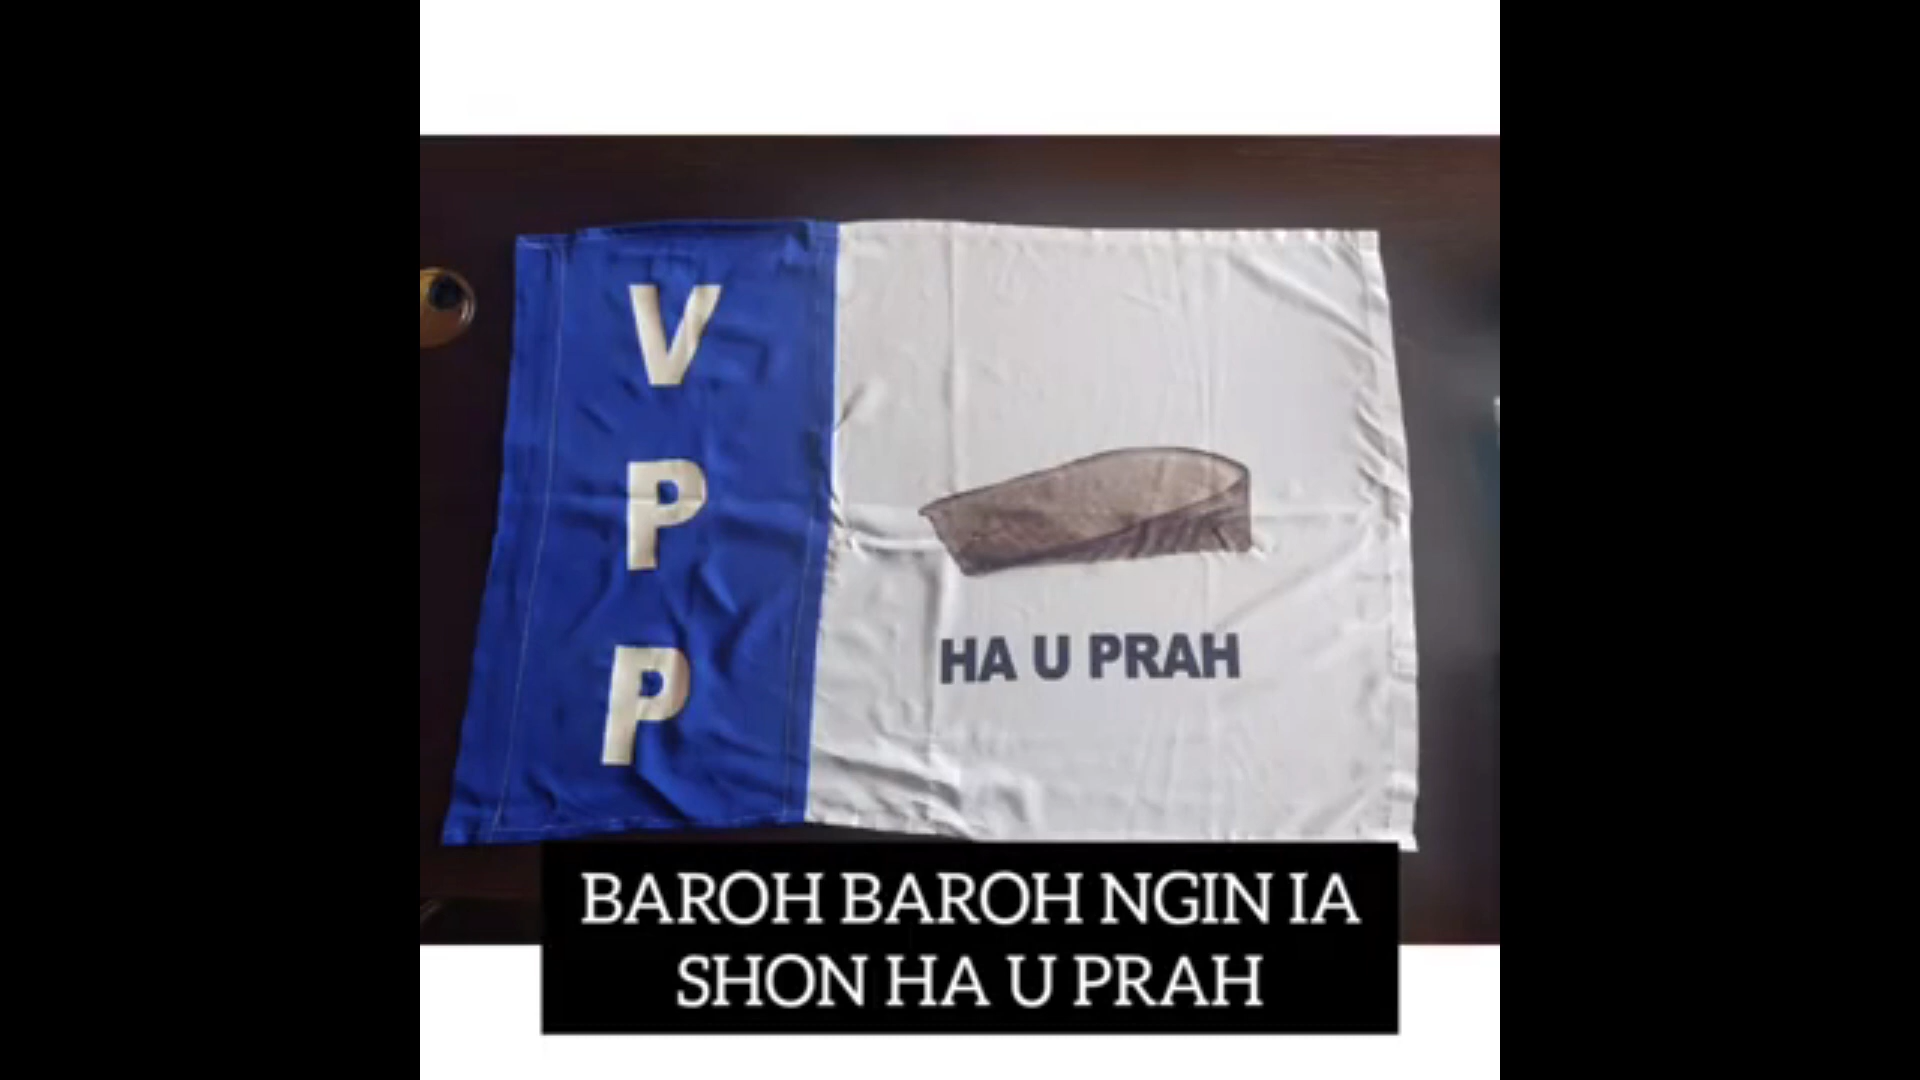 V
P
P
HA U PRAH
BAROH BAROH NGIN IA
SHON HA U PRAH